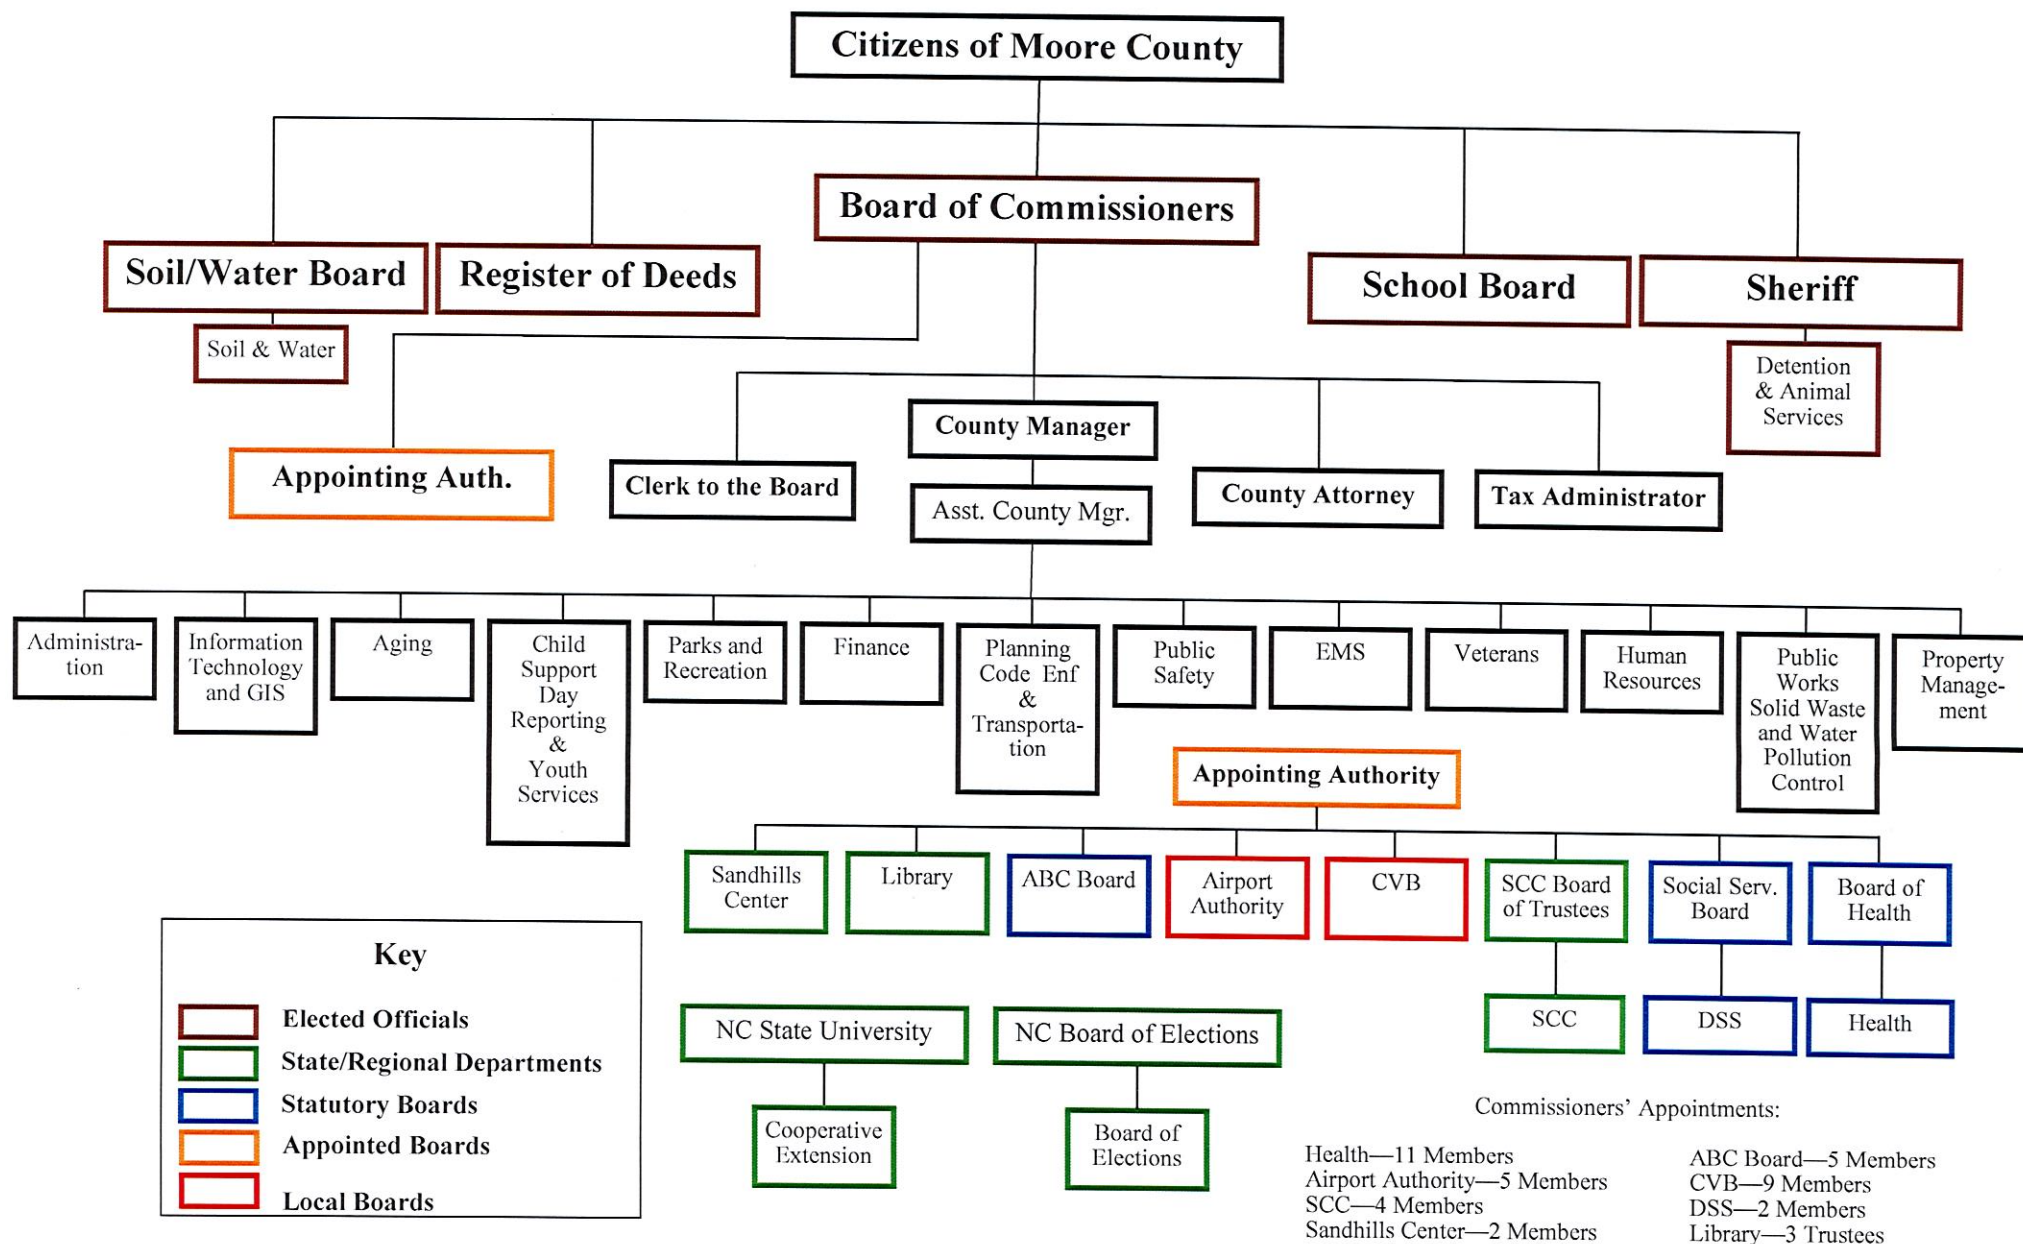 Citizens of Moore County
Board of Commissioners
Soil/Water Board
Register of Deeds
School Board
Sheriff
Soil & Water
Detention
& Animal
Services
County Manager
Appointing Auth.
Clerk to the Board
Asst. County Mgr.
County Attorney
Tax Administrator
Administra-
tion
Information
Technology
and GIS
Aging
Child
Support
Day
Reporting
&
Youth
Services
Parks and
Recreation
Finance
Planning
Code Enf
&
Transporta-
tion
Public
Safety
EMS
Veterans
Human
Resources
Public
Works
Solid Waste
and Water
Pollution
Control
Property
Manage-
ment
Appointing Authority
Sandhills
Center
Library
ABC Board
Airport
Authority
CVB
SCC Board
of Trustees
Social Serv.
Board
Board of
Health
SCC
DSS
Health
Key
Elected Officials
State/Regional Departments
Statutory Boards
Appointed Boards
Local Boards
NC State University
NC Board of Elections
Cooperative
Extension
Board of
Elections
Commissioners' Appointments:
Health—11 Members
Airport Authority—5 Members
SCC—4 Members
Sandhills Center—2 Members
ABC Board—5 Members
CVB—9 Members
DSS—2 Members
Library—3 Trustees